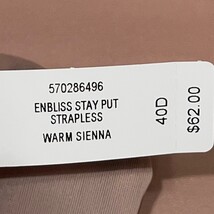 570286496
ENBLISS STAY PUT
STRAPLESS
WARM SIENNA
40D
$62.00